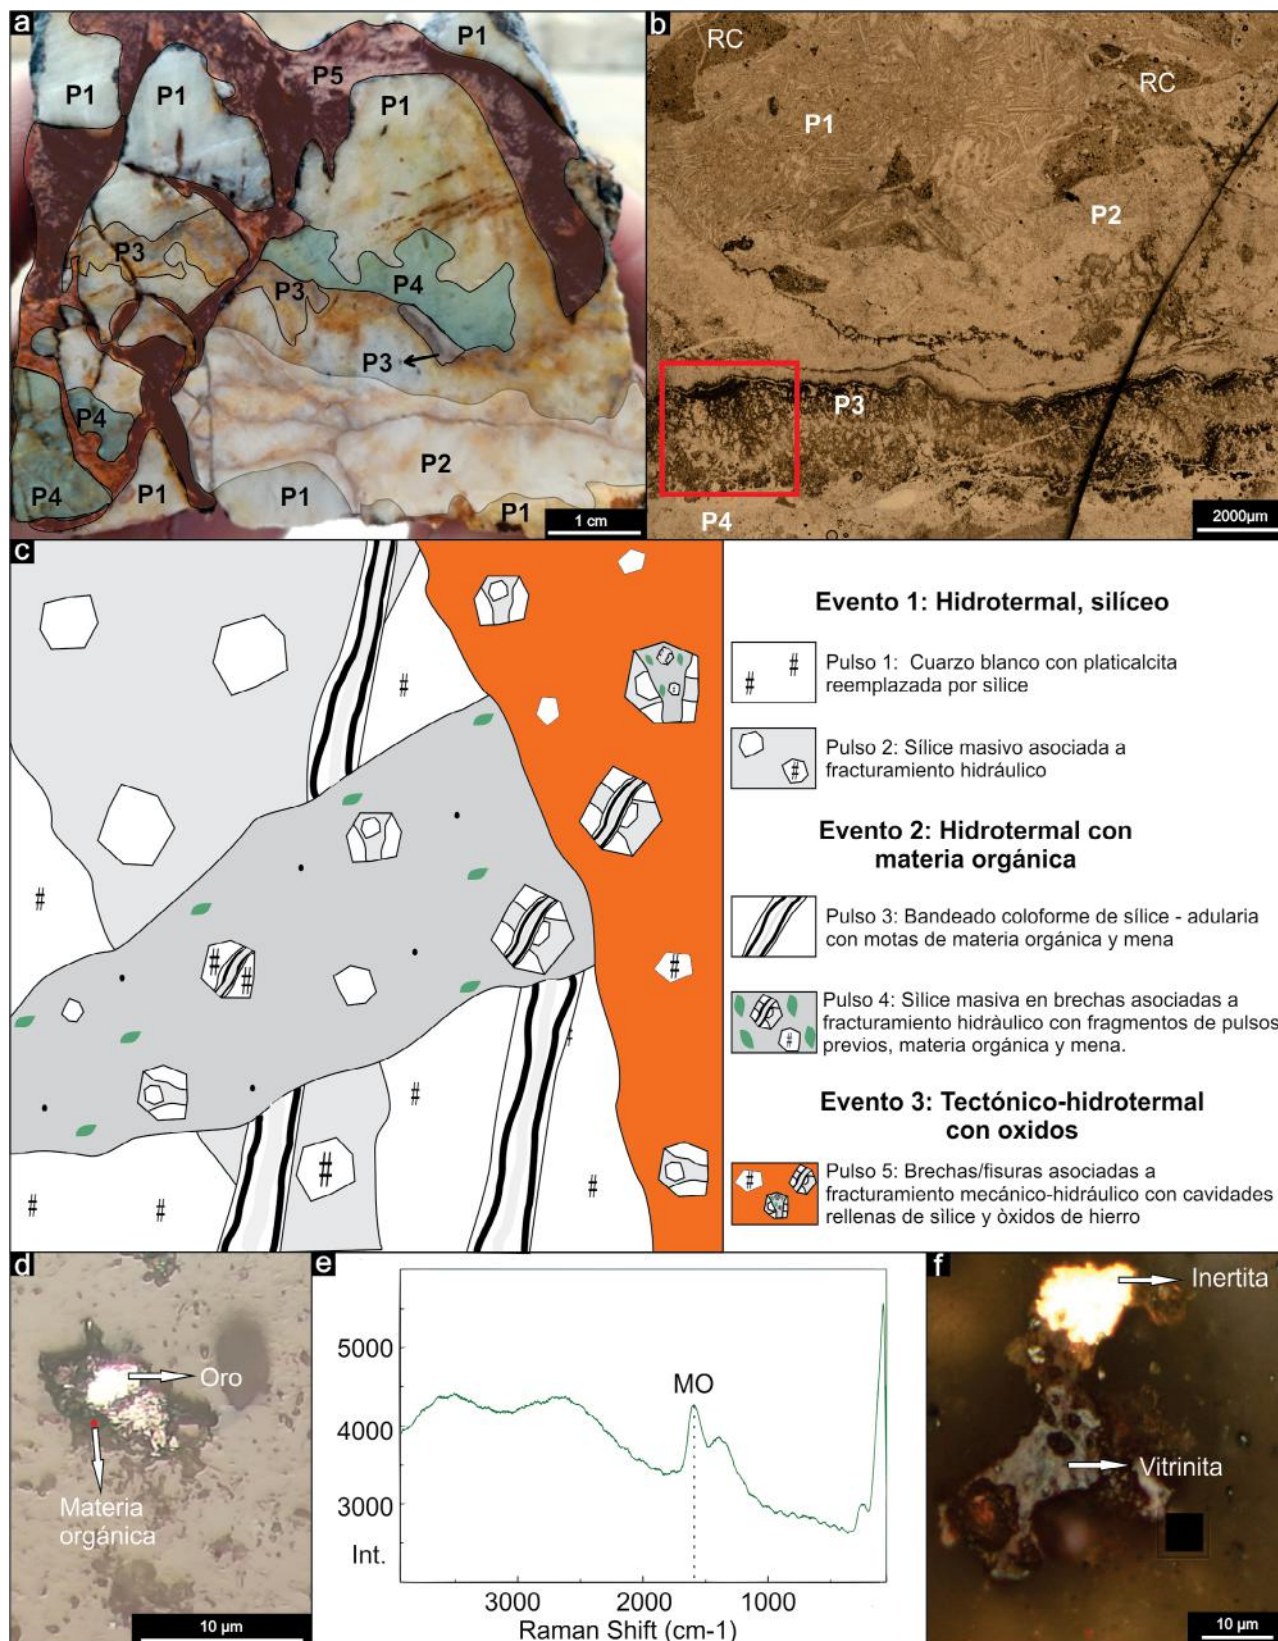 a
P1
P1
P5
P1
P1
P3
P3
P4
P3
P4
P2
P4
P1
P1
P1
1 cm
b
RC
RC
P1
P2
P3
P4
2000µm
c
Evento 1: Hidrotermal, silíceo
Pulso 1: Cuarzo blanco con platicalcita
reemplazada por sìlice
Pulso 2: Sílice masivo asociada a
fracturamiento hidráulico
Evento 2: Hidrotermal con
materia orgánica
Pulso 3: Bandeado coloforme de sílice - adularia
con motas de materia orgánica y mena
Pulso 4: Sìlice masiva en brechas asociadas a
fracturamiento hidràulico con fragmentos de pulsos
previos, materia orgánica y mena.
Evento 3: Tectónico-hidrotermal
con oxidos
Pulso 5: Brechas/fisuras asociadas a
fracturamiento mecánico-hidráulico con cavidades
rellenas de sìlice y òxidos de hierro
d
Oro
Materia
orgánica
10 µm
e
5000
MO
4000
3000
Int.
3000
2000
1000
Raman Shift (cm-1)
f
Inertita
Vitrinita
10 µm